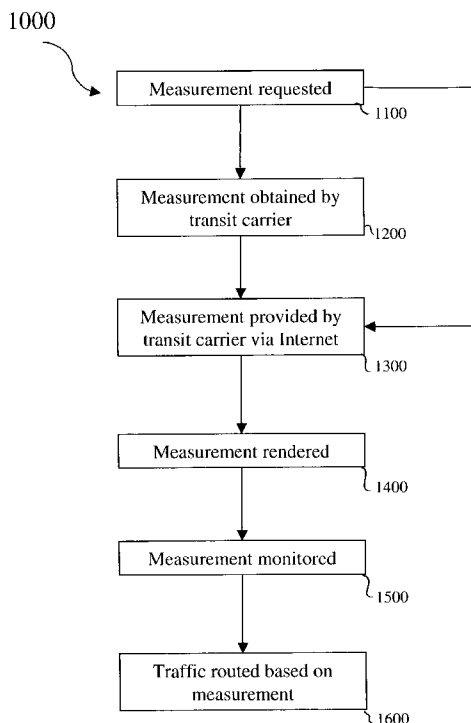 1000
Measurement requested
1100
Measurement obtained by
transit carrier
1200
Measurement provided by
transit carrier via Internet
1300
Measurement rendered
1400
Measurement monitored
1500
Traffic routed based on
measurement
1600